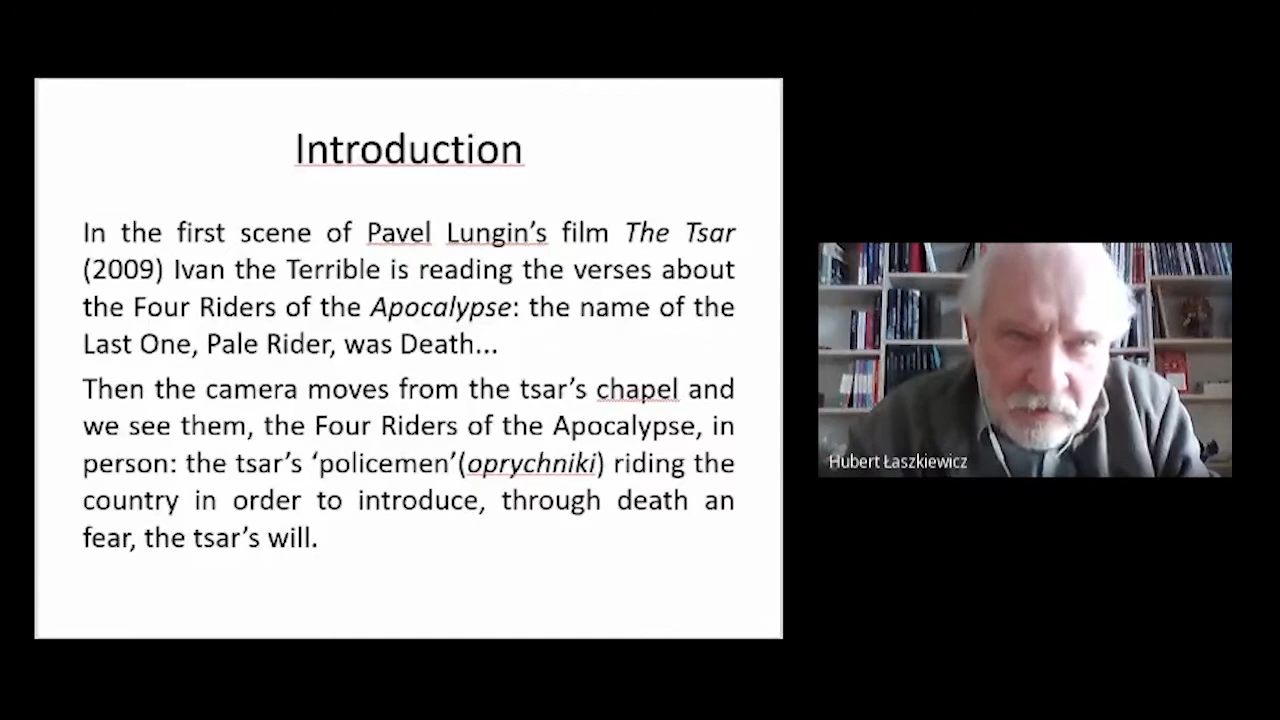 Introduction
In the first scene of Pavel Lungin's film The Tsar
(2009) Ivan the Terrible is reading the verses about
the Four Riders of the Apocalypse: the name of the
Last One, Pale Rider, was Death...
Then the camera moves from the tsar's chapel and
we see them, the Four Riders of the Apocalypse, in
person: the tsar's ‘policemen’(oprychniki) riding the
country in order to introduce, through death an
fear, the tsar's will.
Hubert Łaszkiewicz